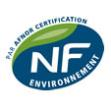 PAR AFNOR CERTIFICATION
NF
ENVIRONNEMENT